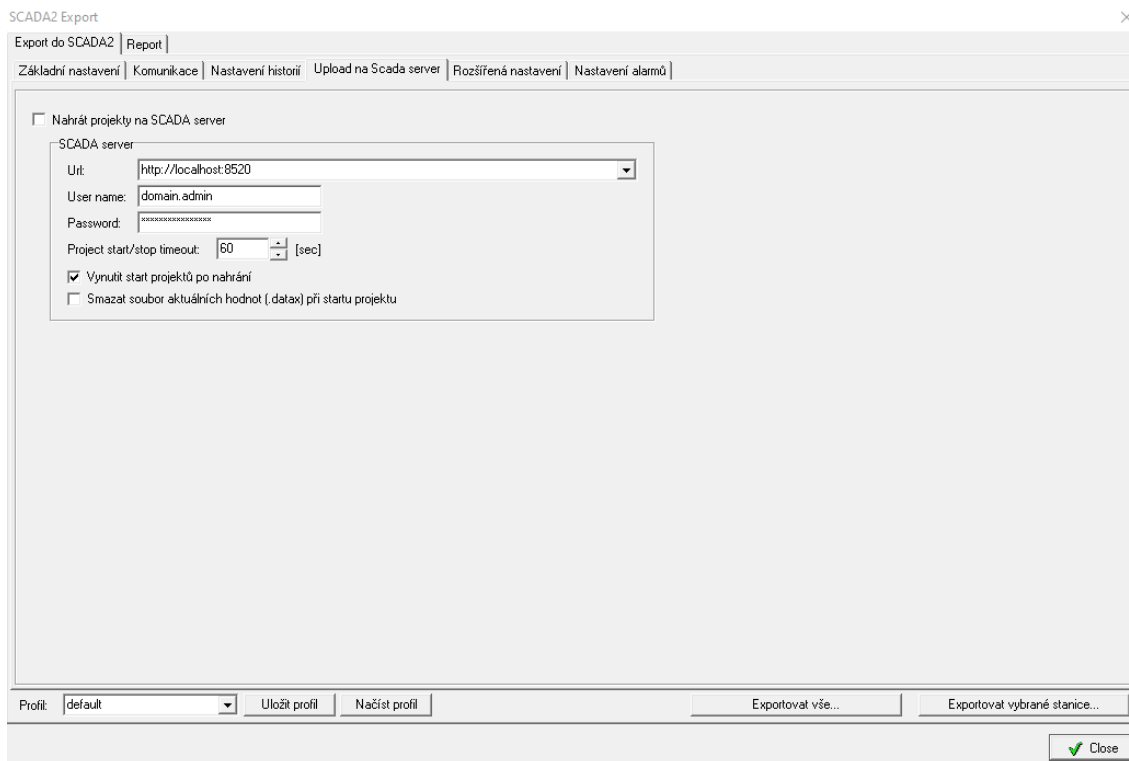 SCADA2 Export
Export do SCADA2 Report
Základní nastavení Komunikace Nastavení historií Upload na Scada server Rozšířená nastavení Nastavení alarmů
Nahrát projekty na SCADA server
SCADA server
Url: http://localhost:8520
User name: domain.admin
Password: ***************
Project start/stop timeout: 60 [sec]
Vynutit start projektů po nahrání
Smazat soubor aktuálních hodnot (.datax) při startu projektu
Profil: default Uložit profil Načíst profil Exportovat vše... Exportovat vybrané stanice...
Close